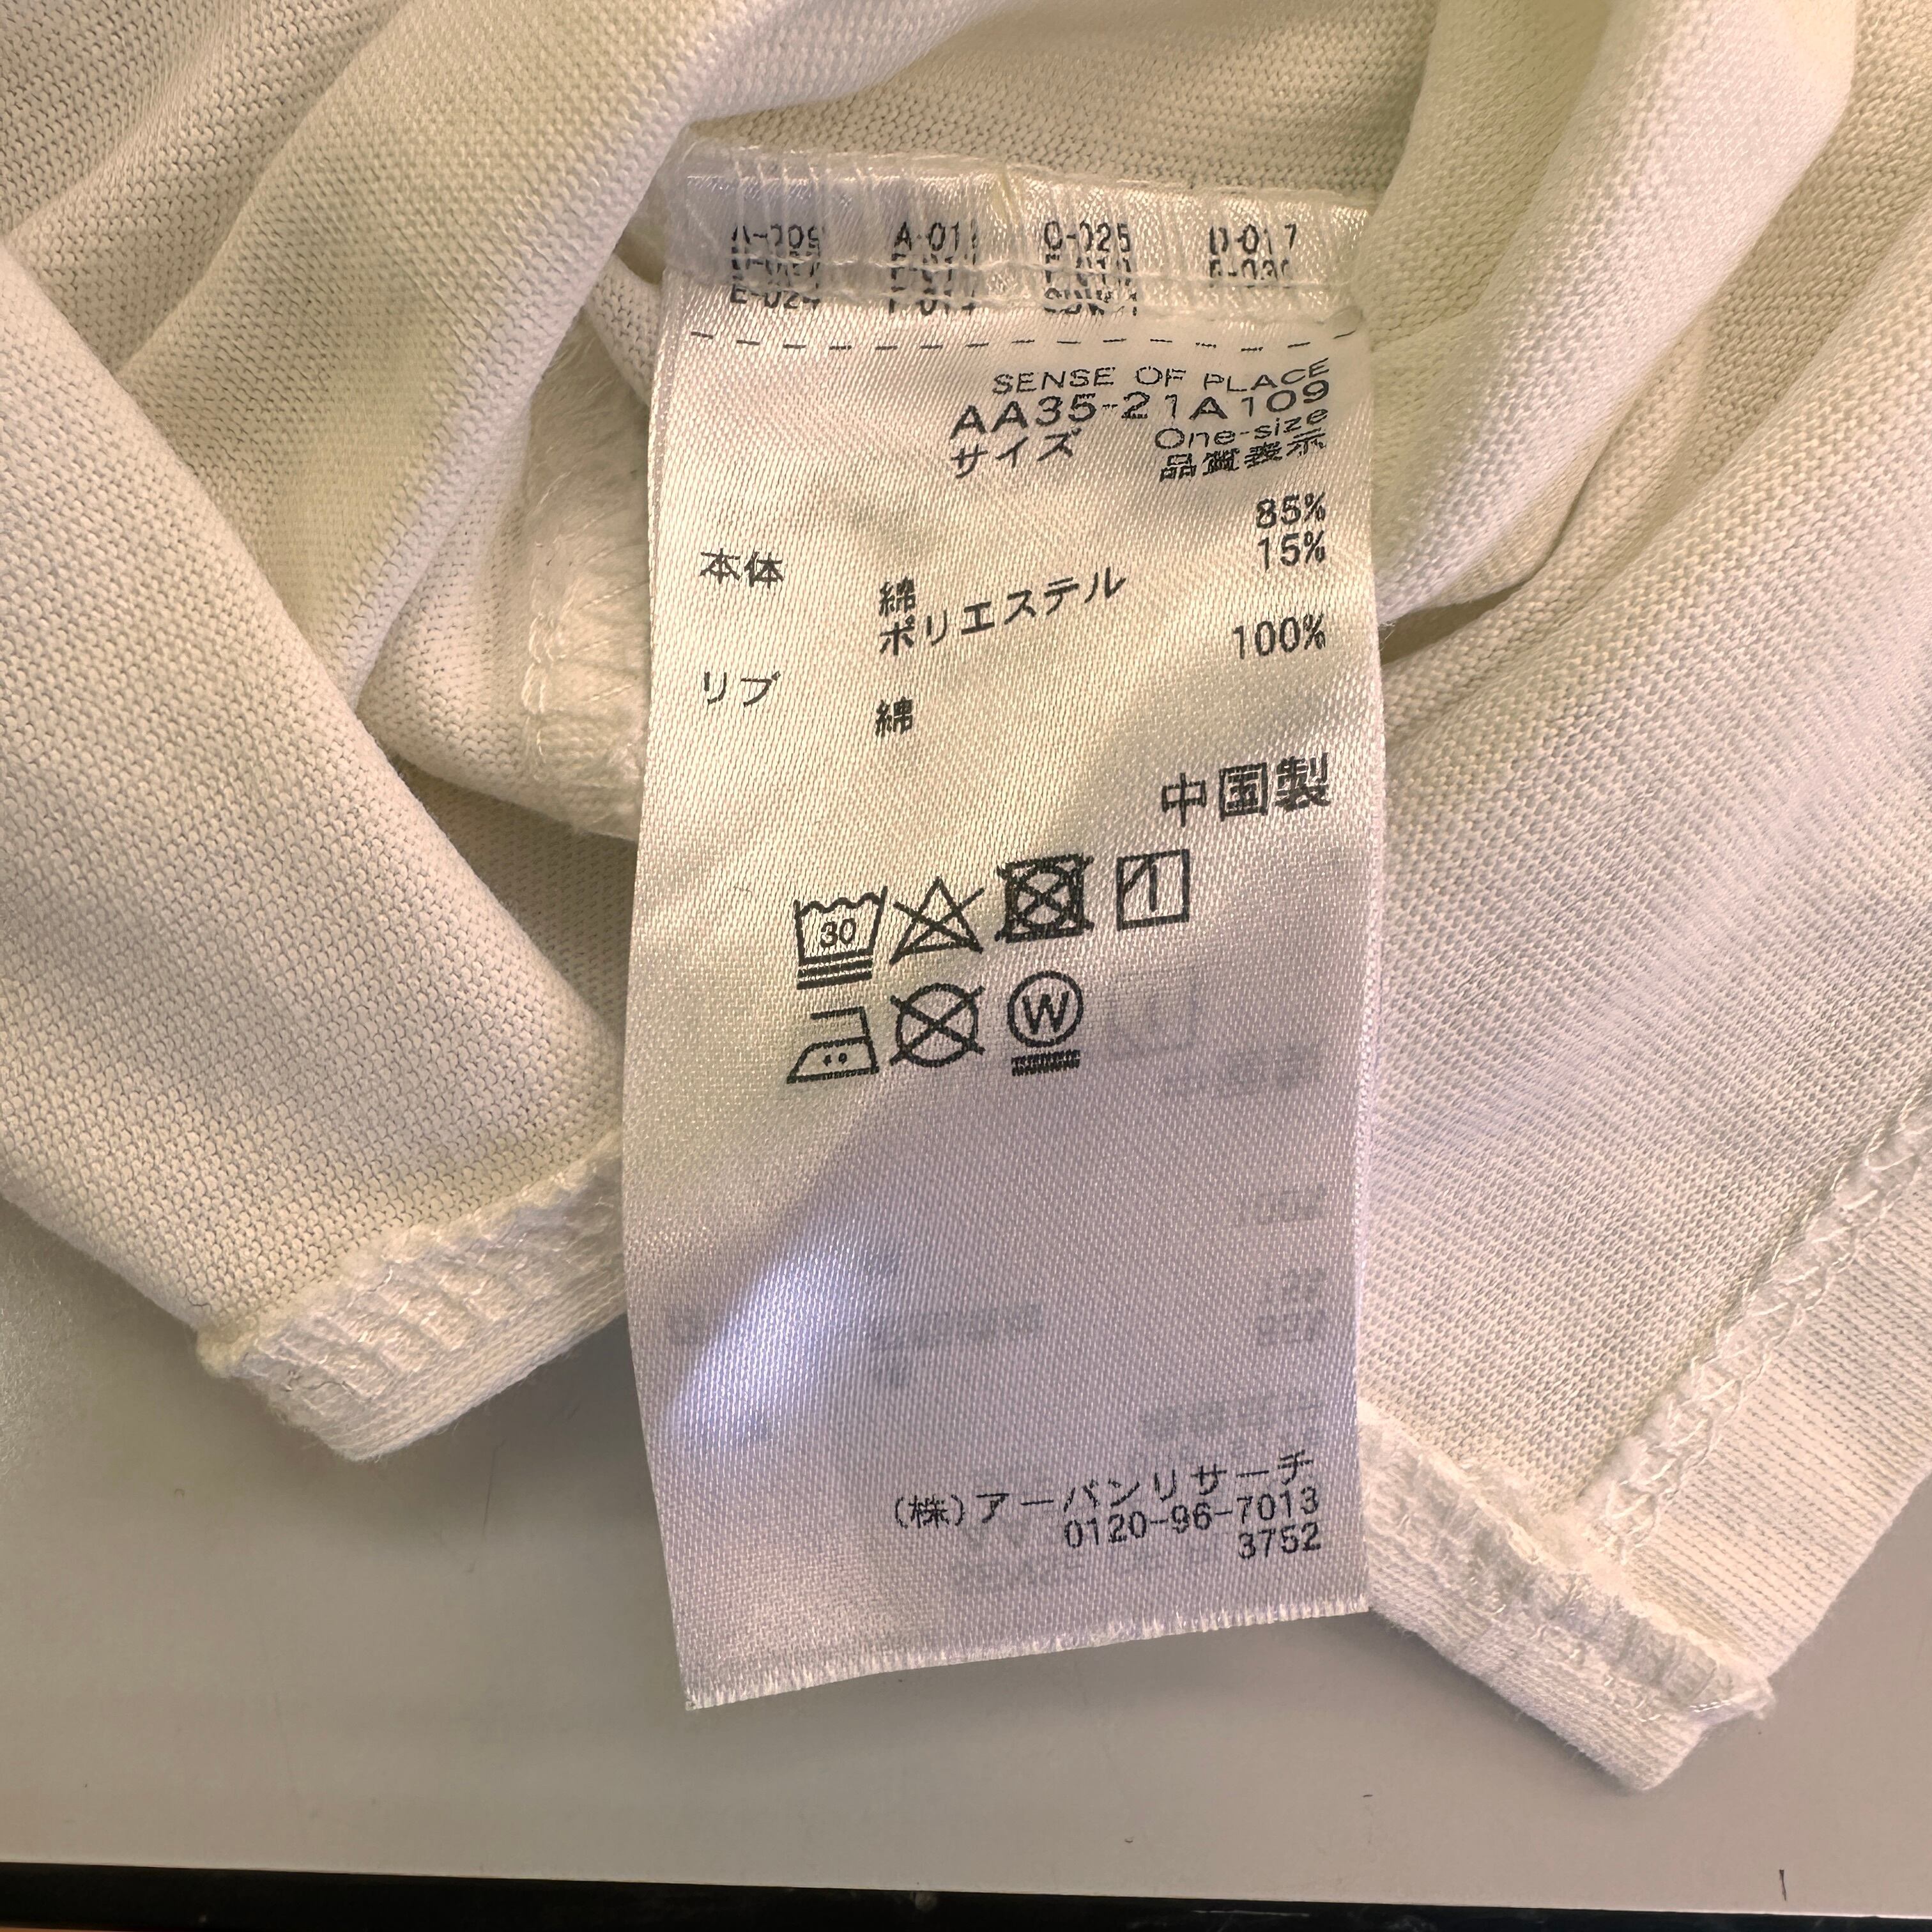 A-011 C-025 D-017
SENSE OF PLACE
AA35-21A109
サイズ One-size
品質表示
本体
綿 85%
ポリエステル 15%
リブ
綿 100%
中国製
30
W
(株)アーバンリサーチ
0120-96-7013
3752